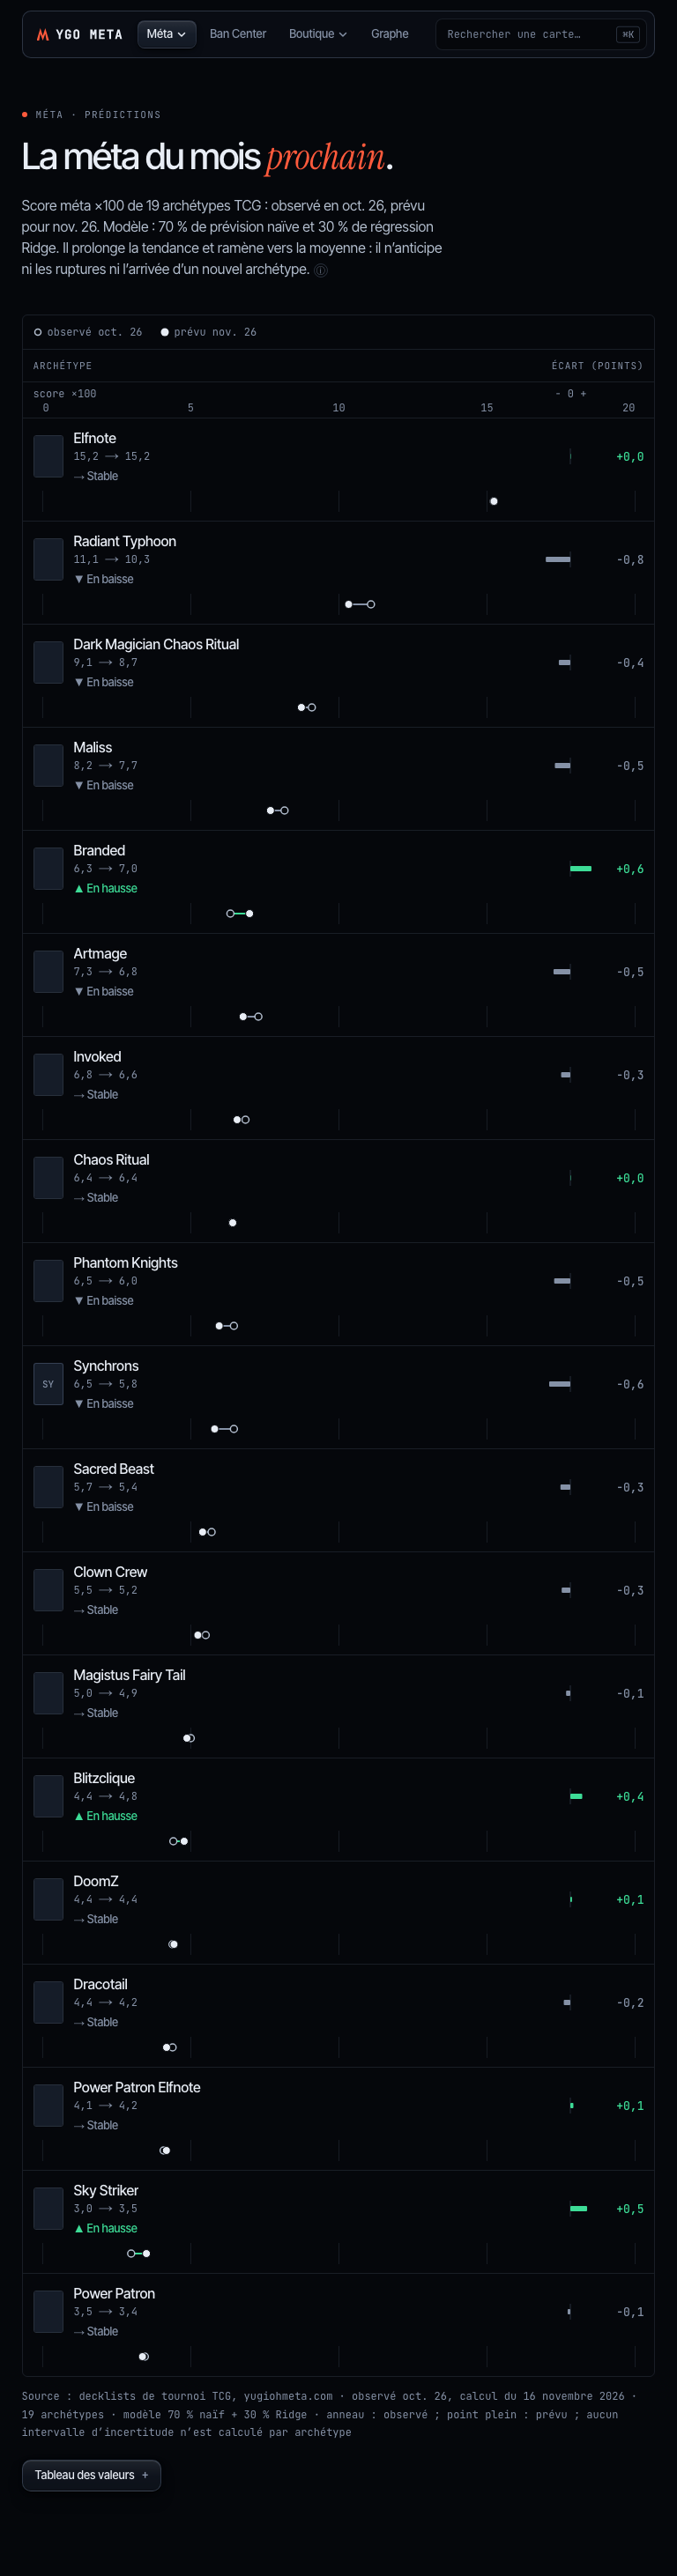 YGO META
Méta
Ban Center
Boutique
Graphe
Rechercher une carte…
⌘K
MÉTA · PRÉDICTIONS
La méta du mois prochain.
Score méta ×100 de 19 archétypes TCG : observé en oct. 26, prévu
pour nov. 26. Modèle : 70 % de prévision naïve et 30 % de régression
Ridge. Il prolonge la tendance et ramène vers la moyenne : il n’anticipe
ni les ruptures ni l’arrivée d’un nouvel archétype.
observé oct. 26 prévu nov. 26
ARCHÉTYPE ÉCART (POINTS)
score ×100 - 0 +
0 5 10 15 20
Elfnote
15,2 → 15,2 +0,0
→ Stable
Radiant Typhoon
11,1 → 10,3 -0,8
▼ En baisse
Dark Magician Chaos Ritual
9,1 → 8,7 -0,4
▼ En baisse
Maliss
8,2 → 7,7 -0,5
▼ En baisse
Branded
6,3 → 7,0 +0,6
▲ En hausse
Artmage
7,3 → 6,8 -0,5
▼ En baisse
Invoked
6,8 → 6,6 -0,3
→ Stable
Chaos Ritual
6,4 → 6,4 +0,0
→ Stable
Phantom Knights
6,5 → 6,0 -0,5
▼ En baisse
SY
Synchrons
6,5 → 5,8 -0,6
▼ En baisse
Sacred Beast
5,7 → 5,4 -0,3
▼ En baisse
Clown Crew
5,5 → 5,2 -0,3
→ Stable
Magistus Fairy Tail
5,0 → 4,9 -0,1
→ Stable
Blitzclique
4,4 → 4,8 +0,4
▲ En hausse
DoomZ
4,4 → 4,4 +0,1
→ Stable
Dracotail
4,4 → 4,2 -0,2
→ Stable
Power Patron Elfnote
4,1 → 4,2 +0,1
→ Stable
Sky Striker
3,0 → 3,5 +0,5
▲ En hausse
Power Patron
3,5 → 3,4 -0,1
→ Stable
Source : decklists de tournoi TCG, yugiohmeta.com · observé oct. 26, calcul du 16 novembre 2026 ·
19 archétypes · modèle 70 % naïf + 30 % Ridge · anneau : observé ; point plein : prévu ; aucun
intervalle d’incertitude n’est calculé par archétype
Tableau des valeurs +